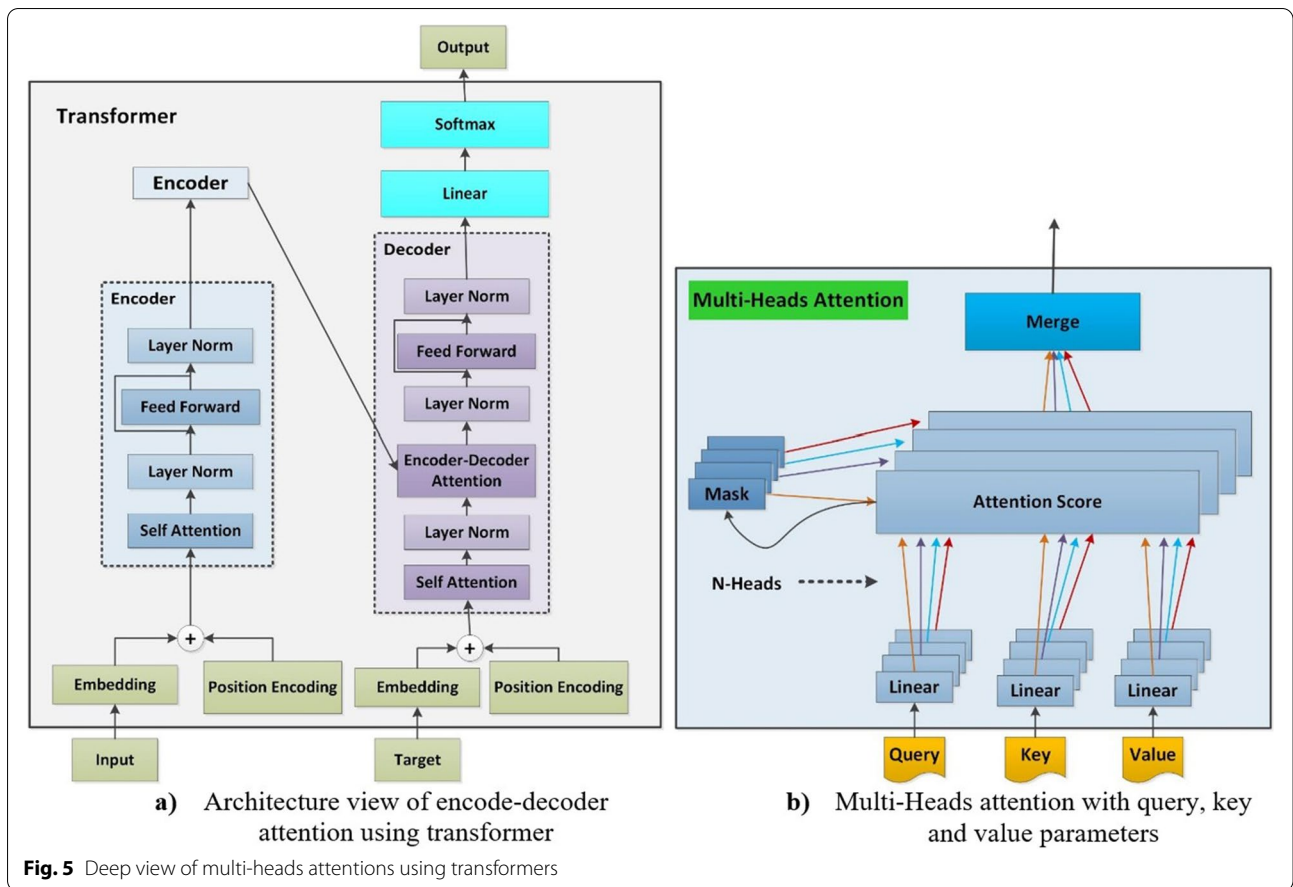 Output
Transformer
Softmax
Encoder
Linear
Decoder
Encoder
Layer Norm
Layer Norm
Feed Forward
Feed Forward
Layer Norm
Layer Norm
Encoder-Decoder
Attention
Self Attention
Layer Norm
Self Attention
+
+
Embedding
Position Encoding
Embedding
Position Encoding
Input
Target
a) Architecture view of encode-decoder
attention using transformer
Multi-Heads Attention
Merge
Mask
Attention Score
N-Heads
Linear
Linear
Linear
Query
Key
Value
b) Multi-Heads attention with query, key
and value parameters
Fig. 5 Deep view of multi-heads attentions using transformers